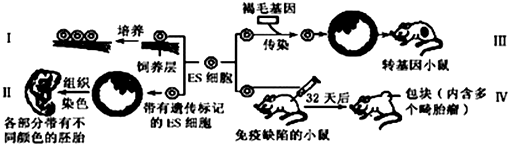 I
培养
饲养层
ES细胞
褐毛基因
传染
转基因小鼠
III
II
组织
染色
各部分带有不
同颜色的胚胎
带有遗传标记
的ES细胞
32天后
免疫缺陷的小鼠
包块（内含多
个畸胎瘤）
IV